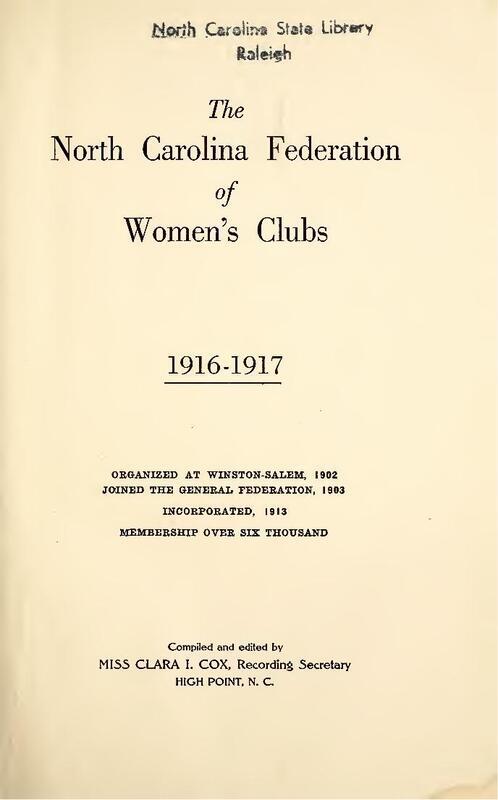 North Carolina State Library
Raleigh
The
North Carolina Federation
of
Women's Clubs
1916-1917
ORGANIZED AT WINSTON-SALEM, 1902
JOINED THE GENERAL FEDERATION, 1903
INCORPORATED, 1913
MEMBERSHIP OVER SIX THOUSAND
Compiled and edited by
MISS CLARA I. COX, Recording Secretary
HIGH POINT, N. C.